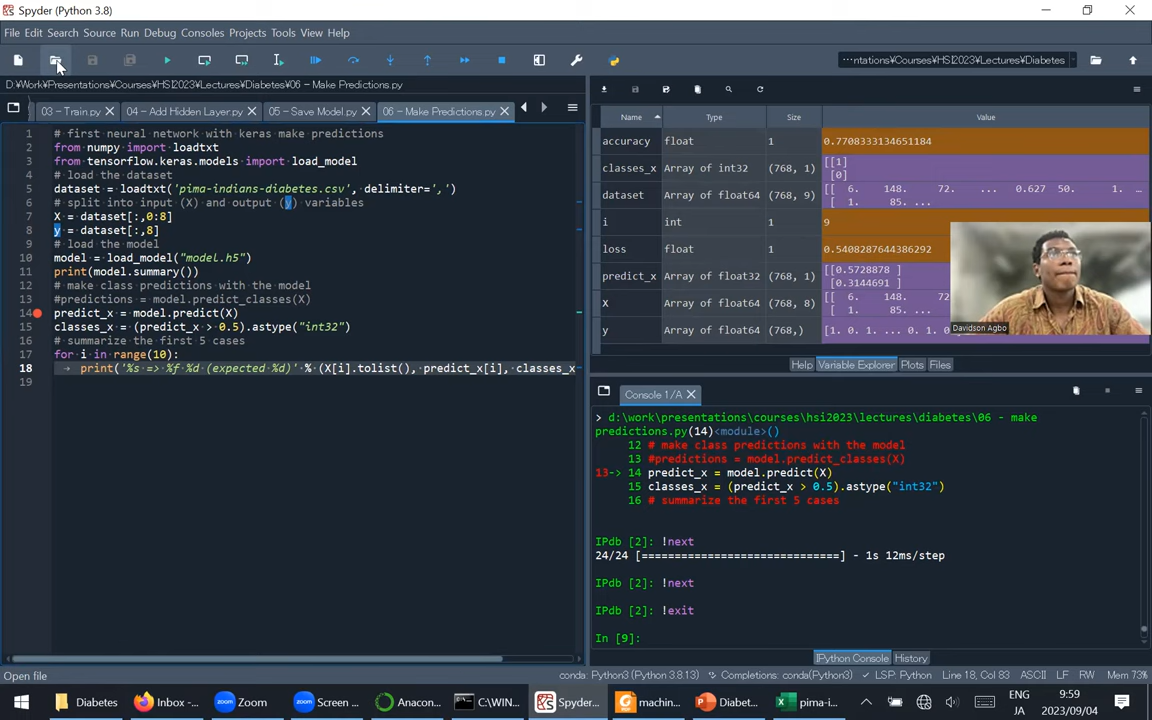 Spyder (Python 3.8)
File Edit Search Source Run Debug Consoles Projects Tools View Help
D:¥Work¥Presentations¥Courses¥HSI2023¥Lectures¥Diabetes¥06 – Make Predictions.py
···ntations¥Courses¥HSI2023¥Lectures¥Diabetes
03 – Train.py 04 – Add Hidden Layer.py 05 – Save Model.py 06 – Make Predictions.py
1 # first neural network with keras make predictions
2 from numpy import loadtxt
3 from tensorflow.keras.models import load_model
4 # load the dataset
5 dataset = loadtxt('pima-indians-diabetes.csv', delimiter=',')
6 # split into input (X) and output (y) variables
7 X = dataset[:,0:8]
8 y = dataset[:,8]
9 # load the model
10 model = load_model("model.h5")
11 print(model.summary())
12 # make class predictions with the model
13 #predictions = model.predict_classes(X)
14 predict_x = model.predict(X)
15 classes_x = (predict_x > 0.5).astype("int32")
16 # summarize the first 5 cases
17 for i in range(10):
18 print('%s => %f %d (expected %d)' % (X[i].tolist(), predict_x[i], classes_x
19
Name Type Size Value
accuracy float 1 0.7708333134651184
classes_x Array of int32 (768, 1) [[1]
[0]
dataset Array of float64 (768, 9) [[ 6. 148. 72. ... 0.627 50. 1.
[ 1. 85. ...
i int 1 9
loss float 1 0.5408287644386292
predict_x Array of float32 (768, 1) [[0.5728878 ]
[0.3144691 ]
X Array of float64 (768, 8) [[ 6. 148. 72.
[ 1. 85. ...
y Array of float64 (768,) [1. 0. 1. ... 0. 1. 0
Davidson Agbo
Help Variable Explorer Plots Files
Console 1/A
> d:\work\presentations\courses\hsi2023\lectures\diabetes\06 - make
predictions.py(14)<module>()
12 # make class predictions with the model
13 #predictions = model.predict_classes(X)
13-> 14 predict_x = model.predict(X)
15 classes_x = (predict_x > 0.5).astype("int32")
16 # summarize the first 5 cases
IPdb [2]: !next
24/24 [==============================] - 1s 12ms/step
IPdb [2]: !next
IPdb [2]: !exit
In [9]:
IPython Console History
Open file
conda: Python3 (Python 3.8.13) Completions: conda(Python3) ✓ LSP: Python Line 18, Col 83 ASCII LF RW Mem 73%
Diabetes Inbox -... Zoom Screen ... Anacon... C:\WIN... Spyder... machin... Diabet... pima-i...
ENG
JA
9:59
2023/09/04